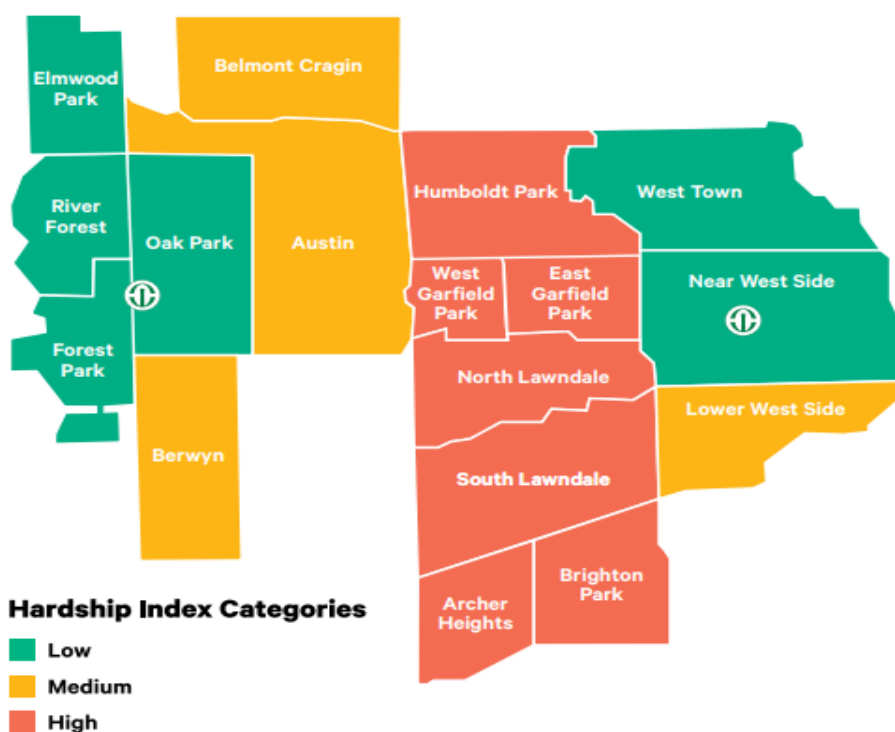 Belmont Cragin
Elmwood
Park
Humboldt Park
West Town
River
Forest
Oak Park
Austin
West
Garfield
Park
East
Garfield
Park
Near West Side
Forest
Park
North Lawndale
Lower West Side
Berwyn
South Lawndale
Brighton
Park
Archer
Heights
Hardship Index Categories
Low
Medium
High